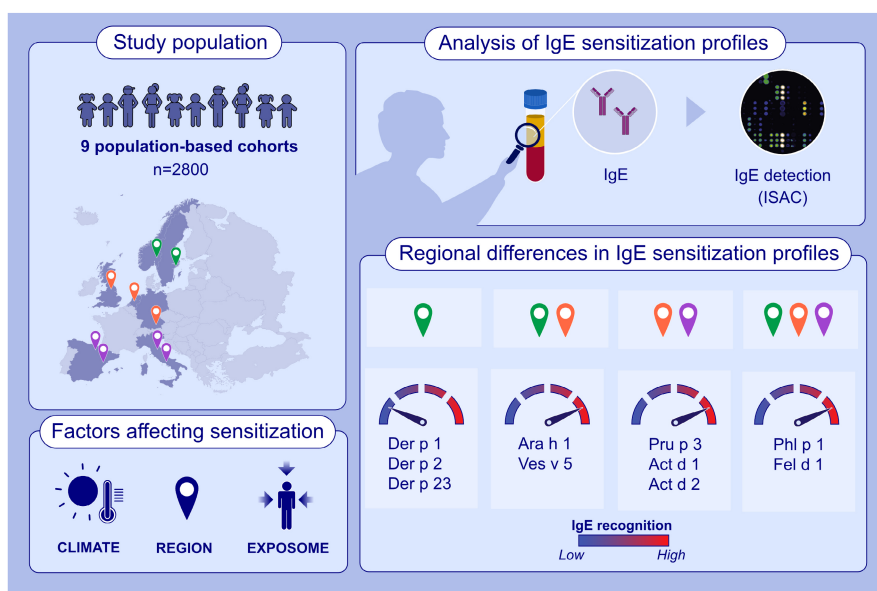 Study population
9 population-based cohorts
n=2800
Factors affecting sensitization
CLIMATE
REGION
EXPOSOME
Analysis of IgE sensitization profiles
IgE
IgE detection
(ISAC)
Regional differences in IgE sensitization profiles
Der p 1
Der p 2
Der p 23
Ara h 1
Ves v 5
Pru p 3
Act d 1
Act d 2
Phl p 1
Fel d 1
IgE recognition
Low
High